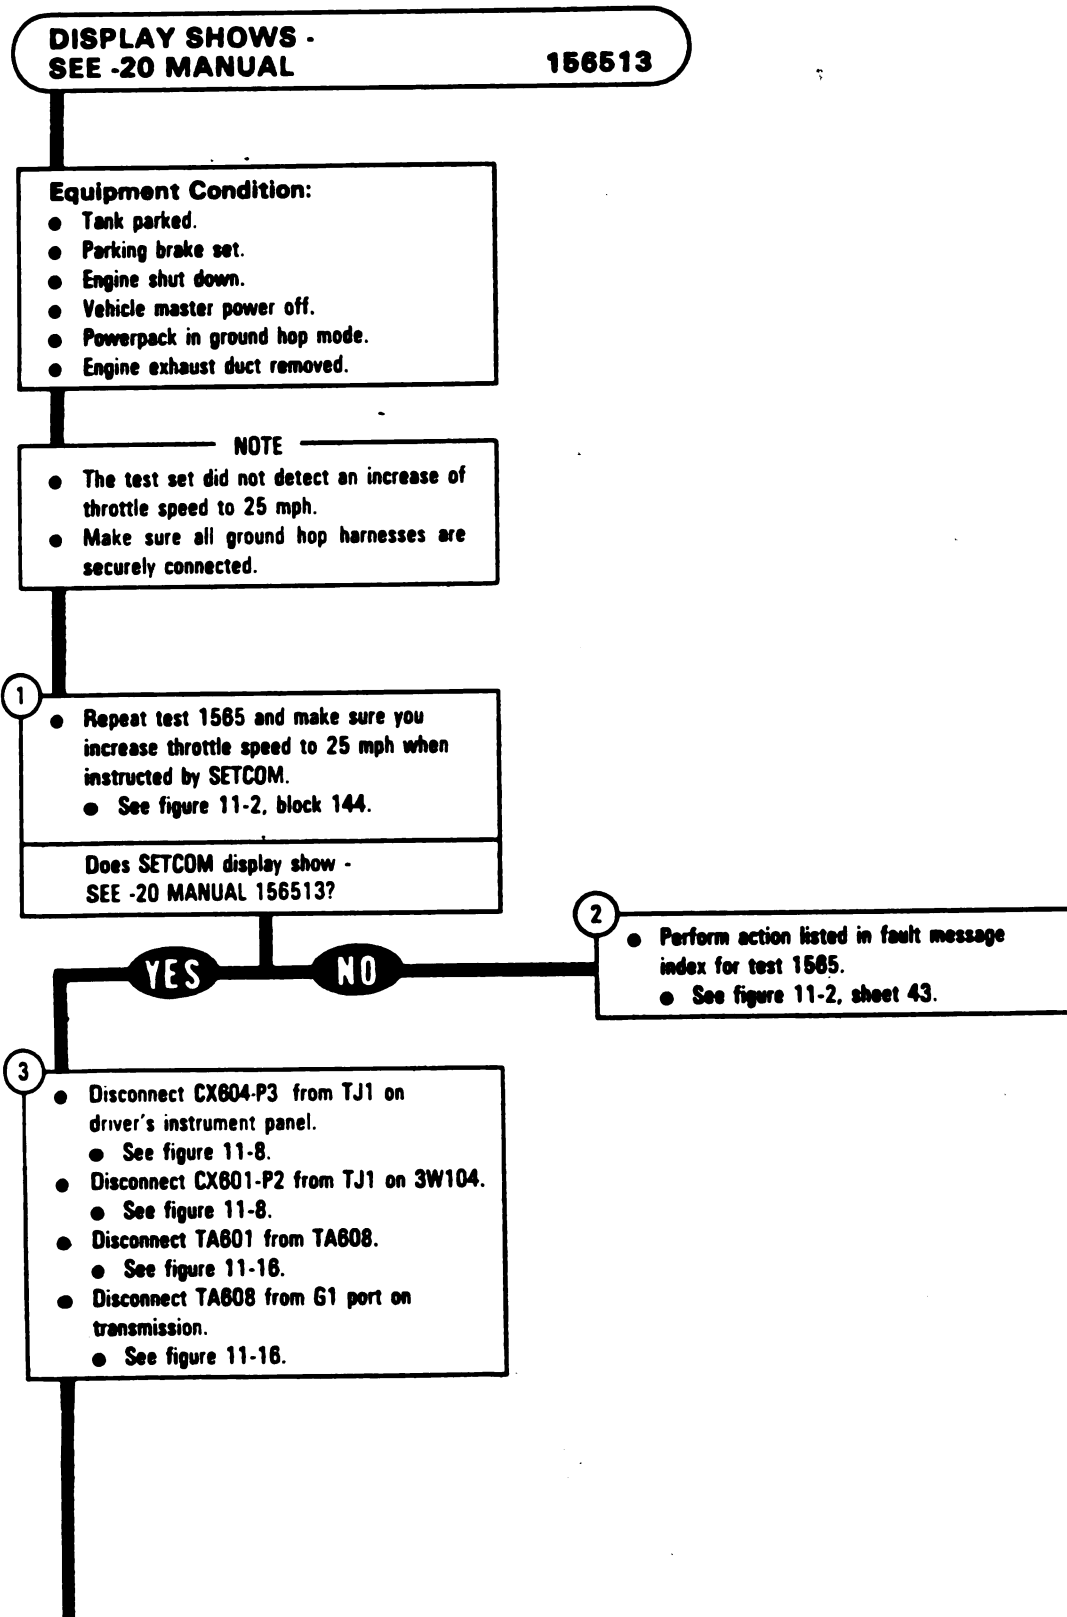 DISPLAY SHOWS -
SEE -20 MANUAL 156513
Equipment Condition:
● Tank parked.
● Parking brake set.
● Engine shut down.
● Vehicle master power off.
● Powerpack in ground hop mode.
● Engine exhaust duct removed.
NOTE
● The test set did not detect an increase of
throttle speed to 25 mph.
● Make sure all ground hop harnesses are
securely connected.
1
● Repeat test 1565 and make sure you
increase throttle speed to 25 mph when
instructed by SETCOM.
● See figure 11-2, block 144.
Does SETCOM display show -
SEE -20 MANUAL 156513?
YES NO
2
● Perform action listed in fault message
index for test 1565.
● See figure 11-2, sheet 43.
3
● Disconnect CX604-P3 from TJ1 on
driver's instrument panel.
● See figure 11-8.
● Disconnect CX601-P2 from TJ1 on 3W104.
● See figure 11-8.
● Disconnect TA601 from TA608.
● See figure 11-16.
● Disconnect TA608 from G1 port on
transmission.
● See figure 11-16.